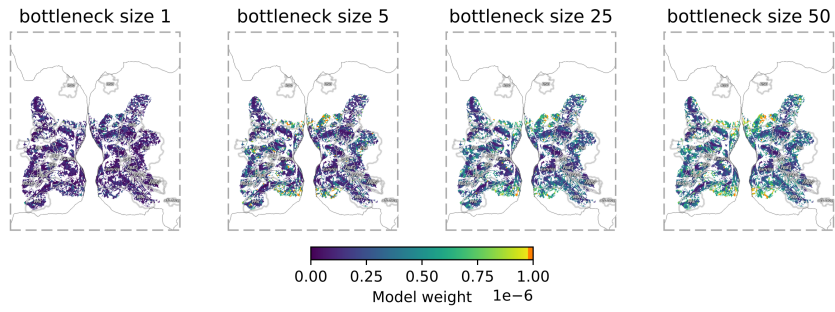 bottleneck size 1
bottleneck size 5
bottleneck size 25
bottleneck size 50
0.00 0.25 0.50 0.75 1.00
Model weight 1e−6